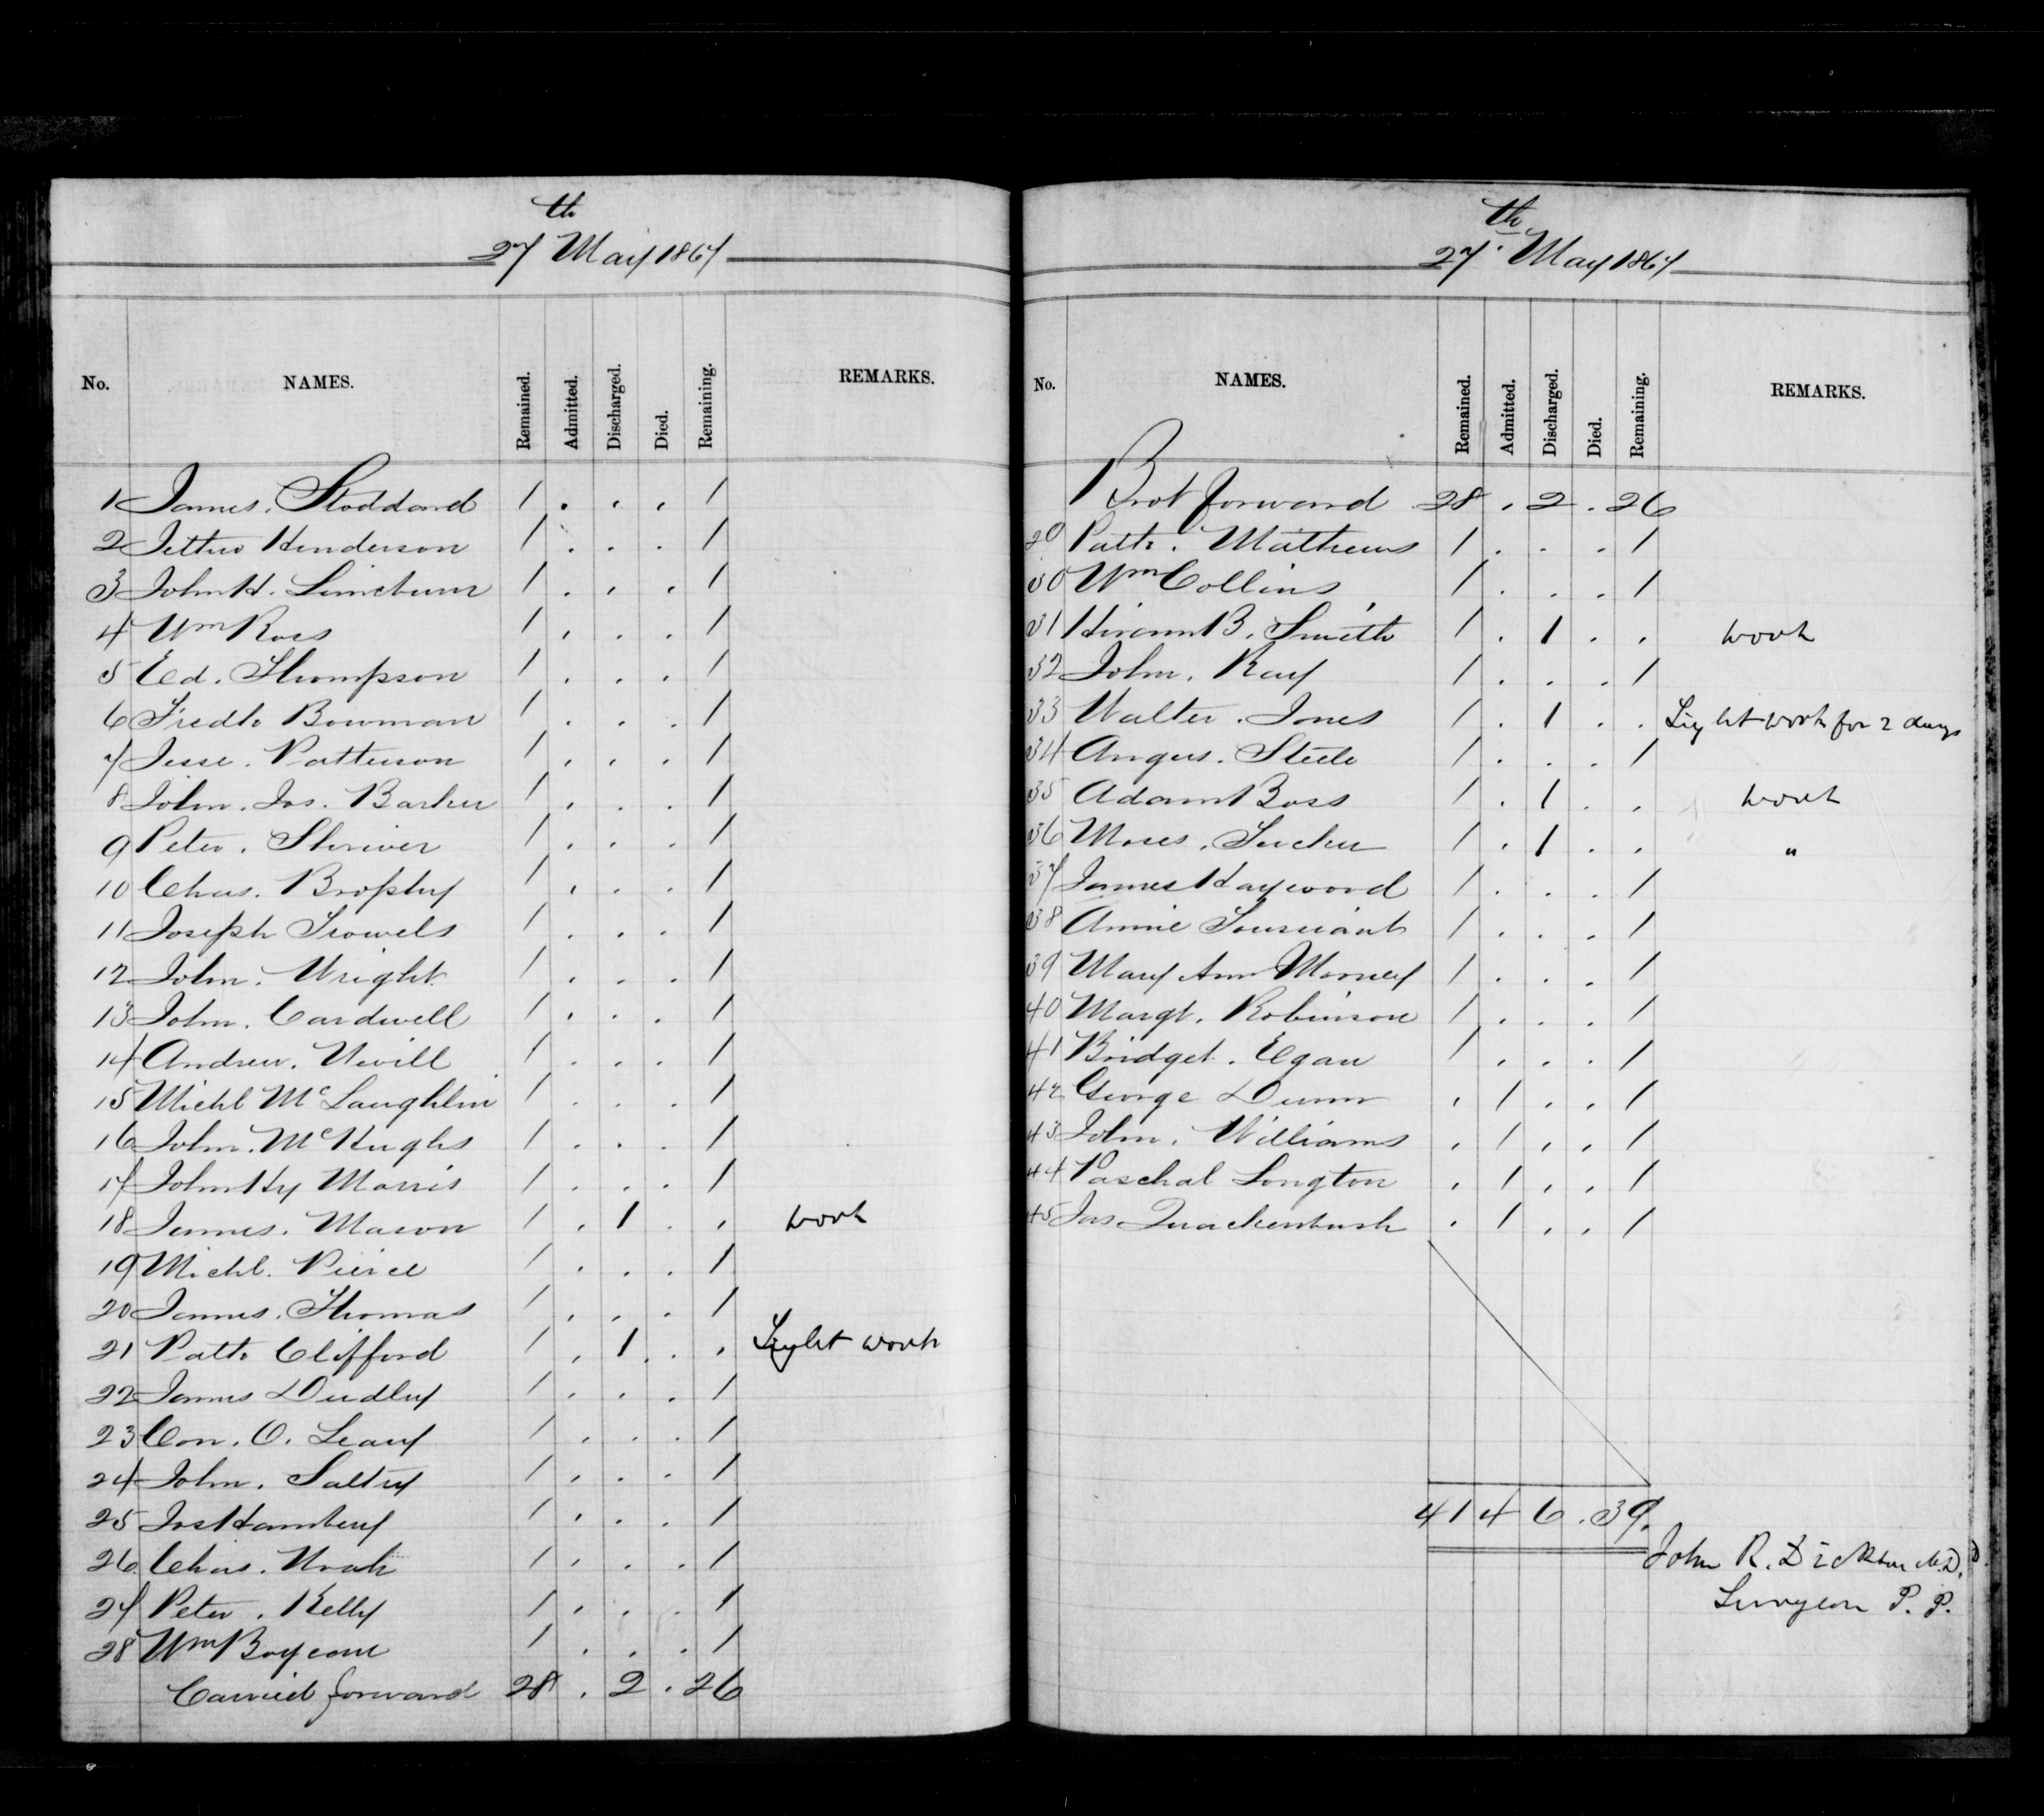 27th May 1867
No. NAMES. Remained. Admitted. Discharged. Died. Remaining. REMARKS.
1 James. Stoddard 1 . . . 1
2 Jethro Henderson 1 . . . 1
3 John H. 1 . . . 1
4 Wm Ross 1 . . . 1
5 Ed. Thompson 1 . . . 1
6 Fredk Bowman 1 . . . 1
7 Jesse. Patterson 1 . . . 1
8 John. Jos. Barker 1 . . . 1
9 Peter. Shriver 1 . . . 1
10 Chas. Brophy 1 . . . 1
11 Joseph Trowels 1 . . . 1
12 John. Wright 1 . . . 1
13 John. Cardwell 1 . . . 1
14 Andrew. 1 . . . 1
15 Michl McLaughlin 1 . . . 1
16 John. McHughs 1 . . . 1
17 John Hy Morris 1 . . . 1
18 James. Mason 1 . 1 . . work
19 Michl. Pierce 1 . . . 1
20 James. Thomas 1 . . . 1
21 Patk Clifford 1 . 1 . . Light work
22 James Dudley 1 . . . 1
23 Con. O. Leary 1 . . . 1
24 John. Saltry 1 . . . 1
25 Jas 1 . . . 1
26 Chas. 1 . . . 1
27 Peter. Kelly 1 . . . 1
28 Wm 1 . . . 1
Carried forward 28 . 2 . 26
27th May 1867
No. NAMES. Remained. Admitted. Discharged. Died. Remaining. REMARKS.
Brot forward 28 . 2 . 26
29 Patk. Mathews 1 . . . 1
30 Wm Collins 1 . . . 1
31 Hiram B. Smith 1 . 1 . . work
32 John. Ray 1 . . . 1
33 Walter. Jones 1 . 1 . . Light work for 2 days
34 Angus. Steele 1 . . . 1
35 Adam Boss 1 . 1 . . work
36 Moses. Tucker 1 . 1 . . "
37 James Haywood 1 . . . 1
38 Annie 1 . . . 1
39 Mary Ann 1 . . . 1
40 Margt. Robinson 1 . . . 1
41 Bridget. Egan 1 . . . 1
42 George Dunn . 1 . . 1
43 John. Williams . 1 . . 1
44 Paschal Longton . 1 . . 1
45 Jas Quackenbush . 1 . . 1
41 4 6 . 39.
John R. Dickson M.D.
Surgeon P. P.